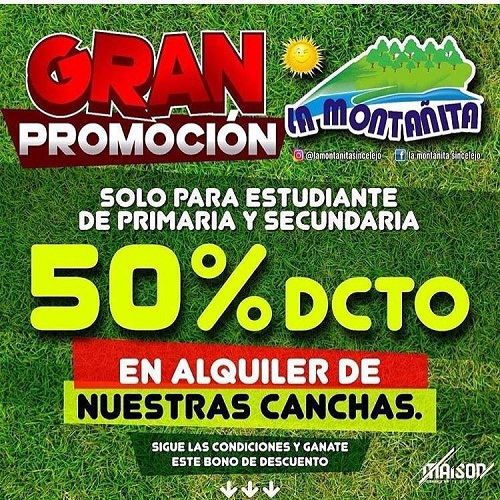 GRAN
PROMOCIÓN
LA MONTAÑITA
@lamontanitasincelejo la montañita sincelejo
SOLO PARA ESTUDIANTE
DE PRIMARIA Y SECUNDARIA
50% DCTO
EN ALQUILER DE
NUESTRAS CANCHAS.
SIGUE LAS CONDICIONES Y GANATE
ESTE BONO DE DESCUENTO
MAISON